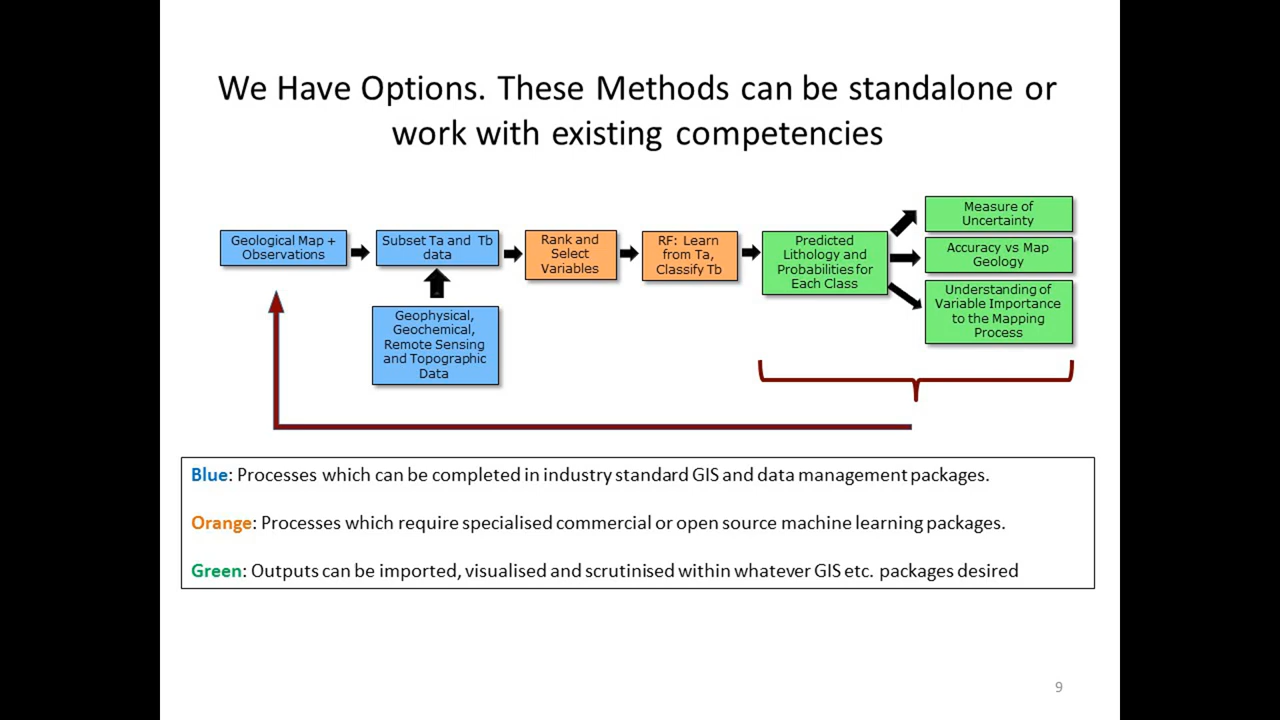 We Have Options. These Methods can be standalone or
work with existing competencies
Geological Map +
Observations
Subset Ta and Tb
data
Geophysical,
Geochemical,
Remote Sensing
and Topographic
Data
Rank and
Select
Variables
RF: Learn
from Ta,
Classify Tb
Predicted
Lithology and
Probabilities for
Each Class
Measure of
Uncertainty
Accuracy vs Map
Geology
Understanding of
Variable Importance
to the Mapping
Process
Blue: Processes which can be completed in industry standard GIS and data management packages.
Orange: Processes which require specialised commercial or open source machine learning packages.
Green: Outputs can be imported, visualised and scrutinised within whatever GIS etc. packages desired
9